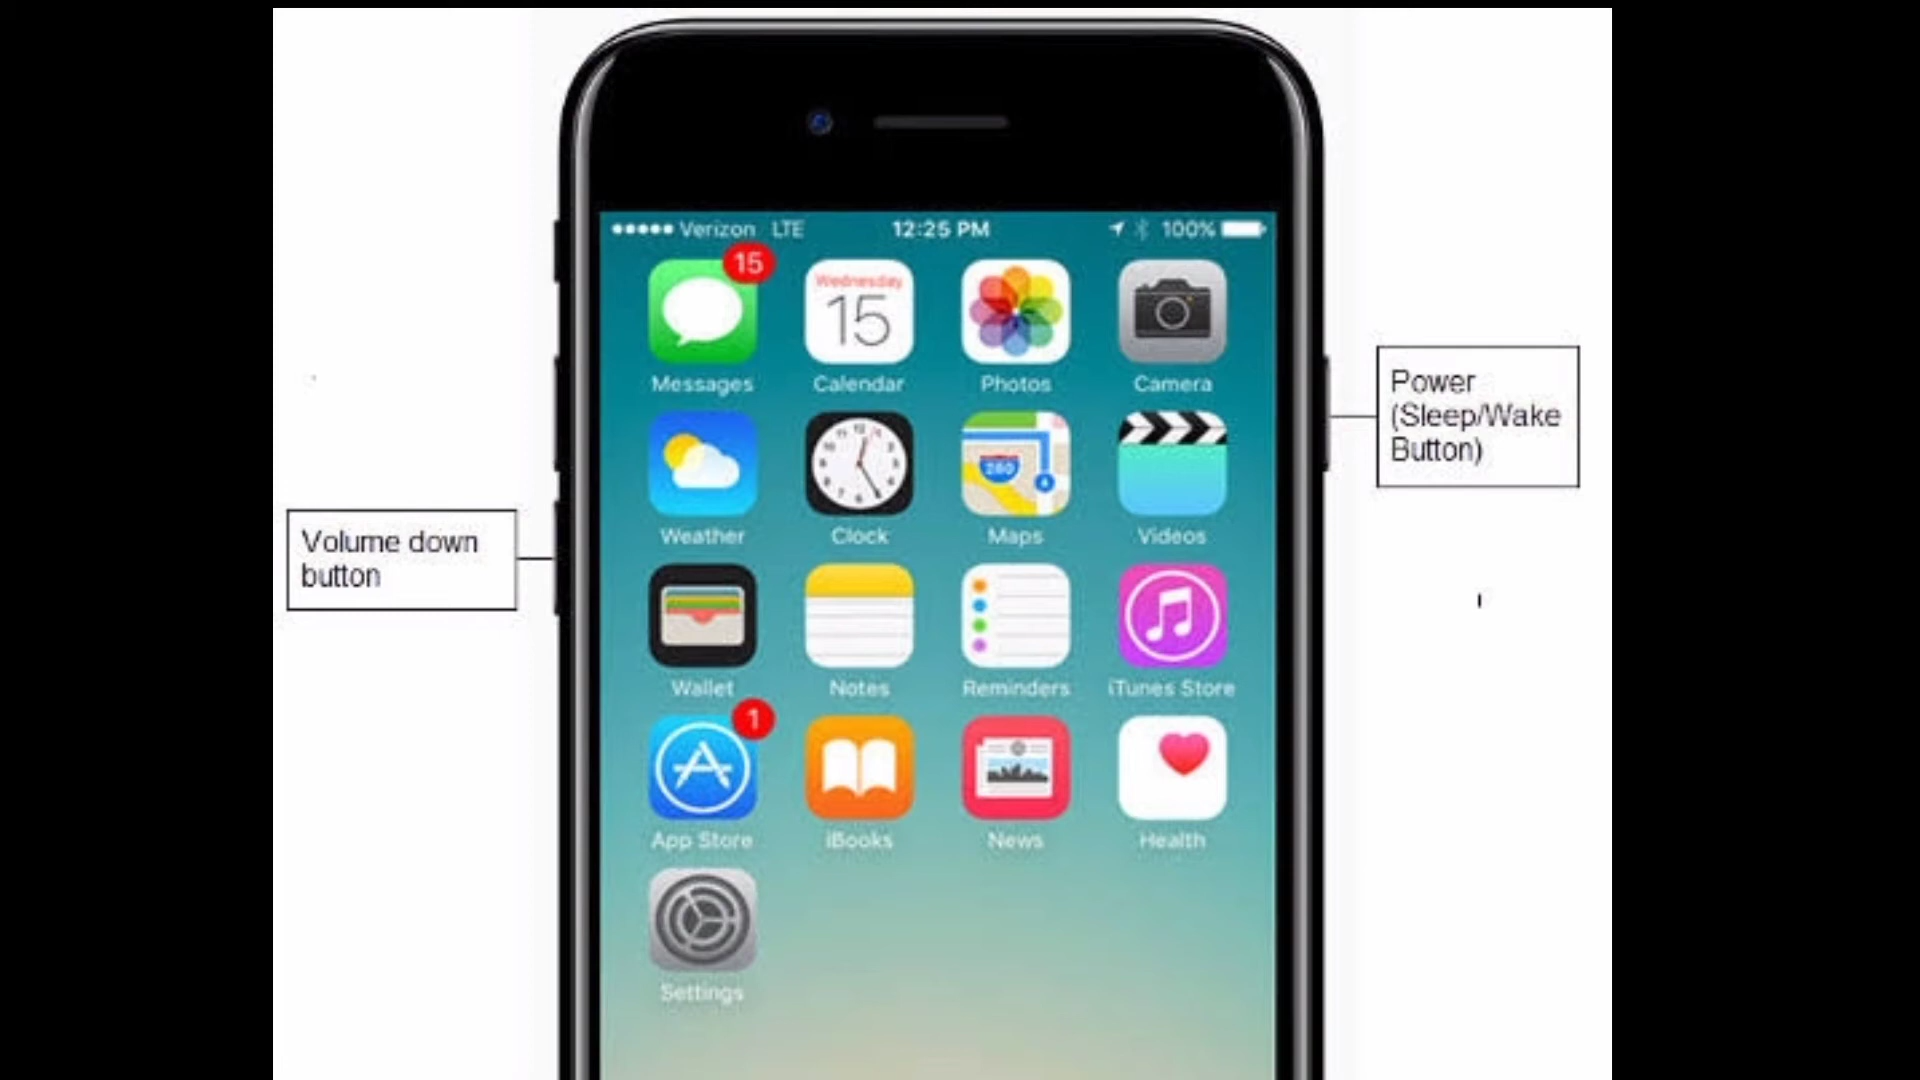 Verizon LTE 12:25 PM 100%
15
Wednesday
15
Messages Calendar Photos Camera
280
Weather Clock Maps Videos
Wallet Notes Reminders iTunes Store
1
App Store iBooks News Health
Settings
Volume down
button
Power
(Sleep/Wake
Button)